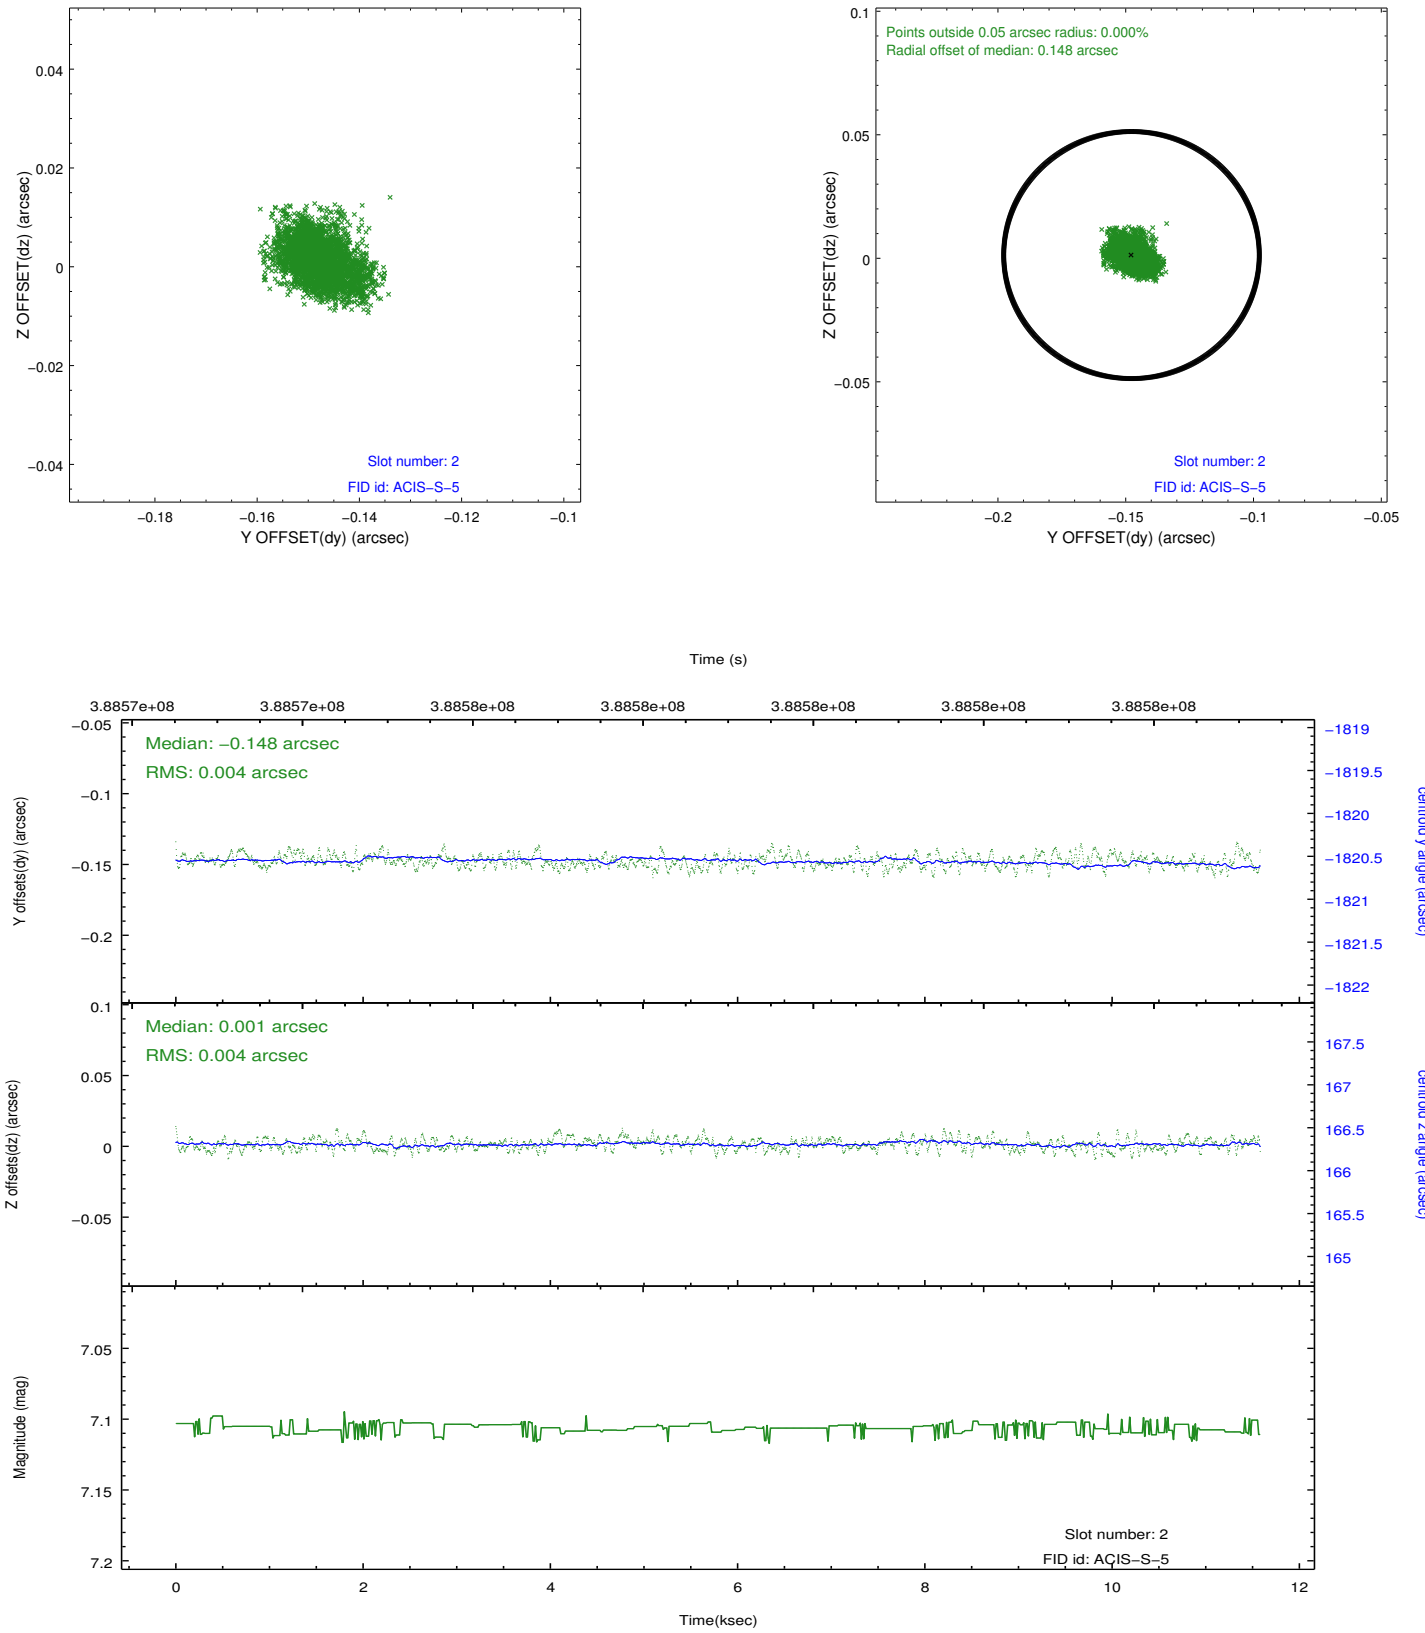 0.04
0.02
0
−0.02
−0.04
Z OFFSET(dz) (arcsec)
Slot number: 2
FID id: ACIS−S−5
−0.18
−0.16
−0.14
−0.12
−0.1
Y OFFSET(dy) (arcsec)
0.1
0.05
0
−0.05
Z OFFSET(dz) (arcsec)
Points outside 0.05 arcsec radius: 0.000%
Radial offset of median: 0.148 arcsec
Slot number: 2
FID id: ACIS−S−5
−0.2
−0.15
−0.1
−0.05
Y OFFSET(dy) (arcsec)
Time (s)
3.8857e+08
3.8857e+08
3.8858e+08
3.8858e+08
3.8858e+08
3.8858e+08
3.8858e+08
−0.05
−0.1
−0.15
−0.2
Y offsets(dy) (arcsec)
Median: −0.148 arcsec
RMS: 0.004 arcsec
−1819
−1819.5
−1820
−1820.5
−1821
−1821.5
−1822
centroid y angle (arcsec)
0.1
0.05
0
−0.05
Z offsets(dz) (arcsec)
Median: 0.001 arcsec
RMS: 0.004 arcsec
167.5
167
166.5
166
165.5
165
centroid z angle (arcsec)
7.05
7.1
7.15
7.2
Magnitude (mag)
Slot number: 2
FID id: ACIS−S−5
0
2
4
6
8
10
12
Time(ksec)